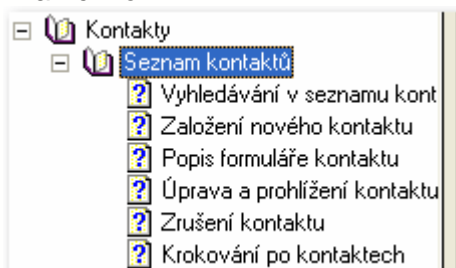 Kontakty
Seznam kontaktů
Vyhledávání v seznamu kont
Založení nového kontaktu
Popis formuláře kontaktu
Úprava a prohlížení kontaktu
Zrušení kontaktu
Krokování po kontaktech